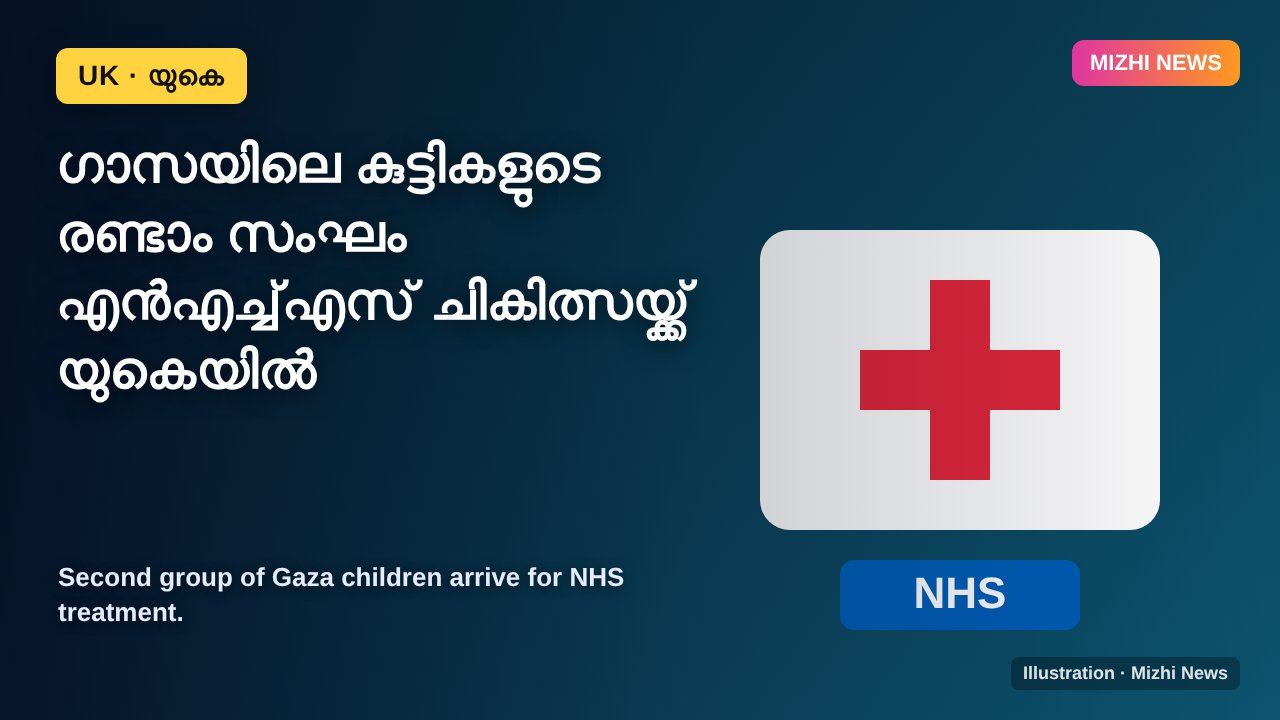 UK · യുകെ
MIZHI NEWS
ഗാസയിലെ കുട്ടികളുടെ
രണ്ടാം സംഘം
എൻഎച്ച്എസ് ചികിത്സയ്ക്ക്
യുകെയിൽ
Second group of Gaza children arrive for NHS
treatment.
NHS
Illustration · Mizhi News